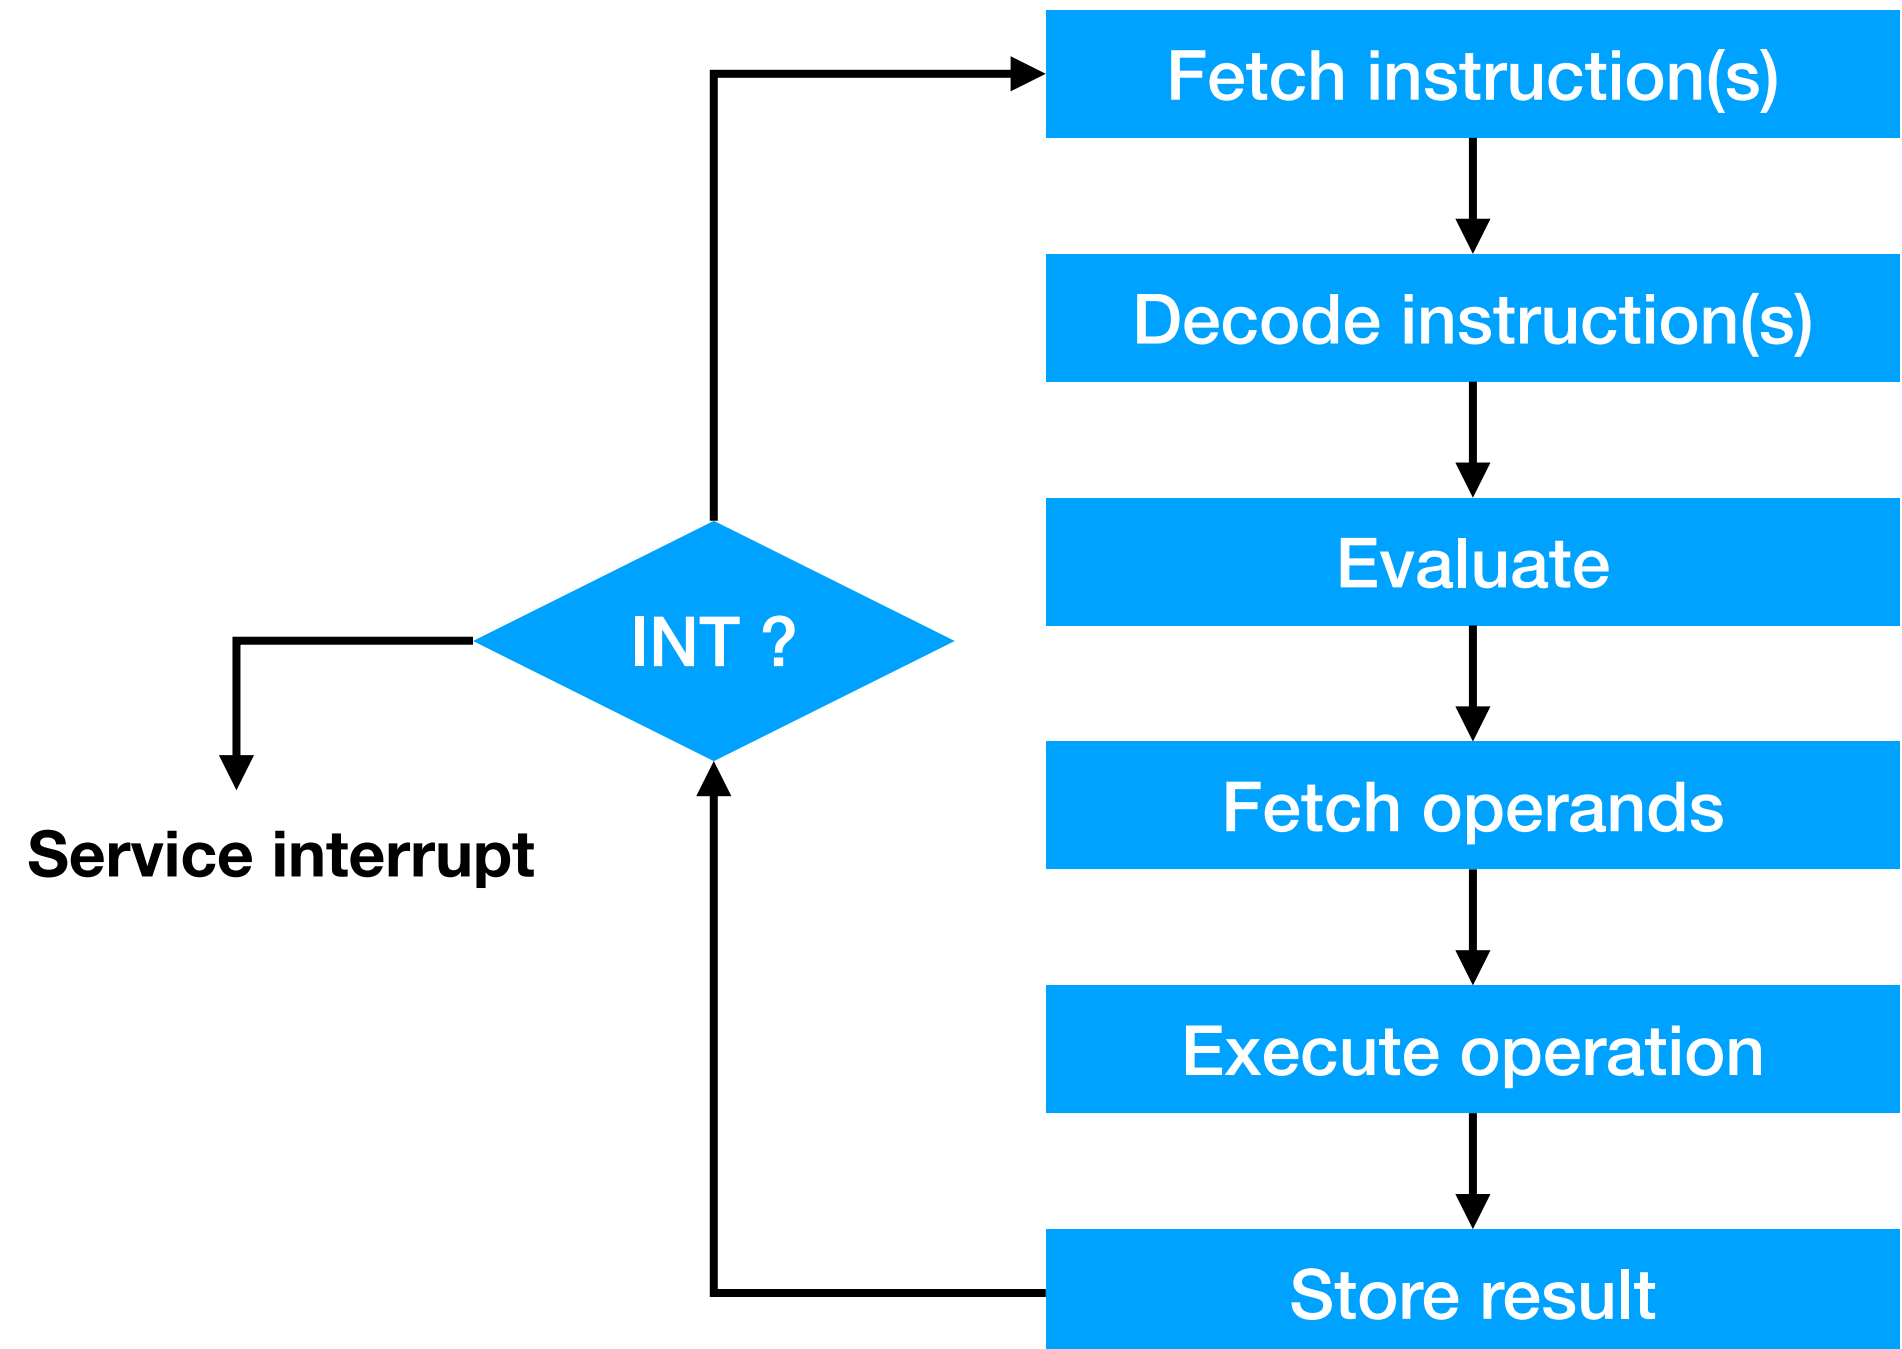 Fetch instruction(s)
Decode instruction(s)
Evaluate
INT ?
Fetch operands
Service interrupt
Execute operation
Store result